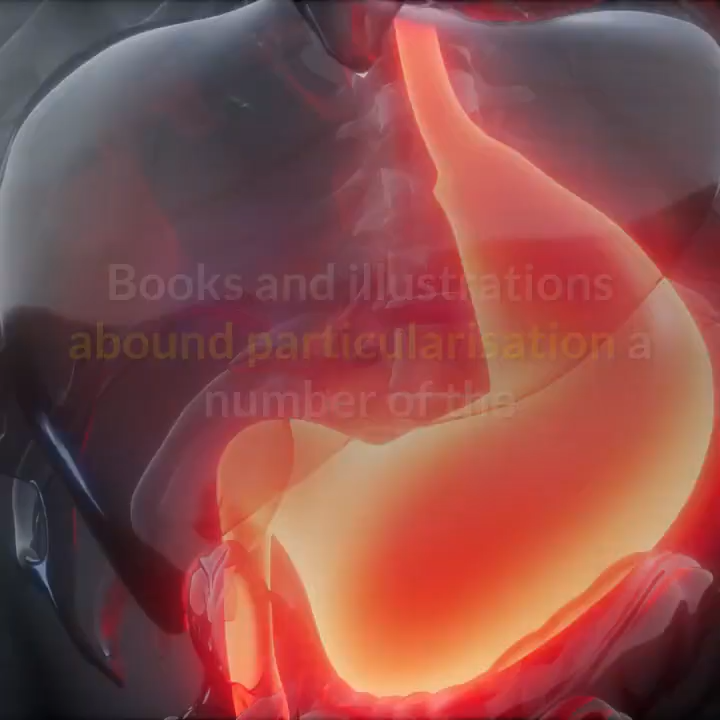 Books and illustrations
abound particularisation a
number of the